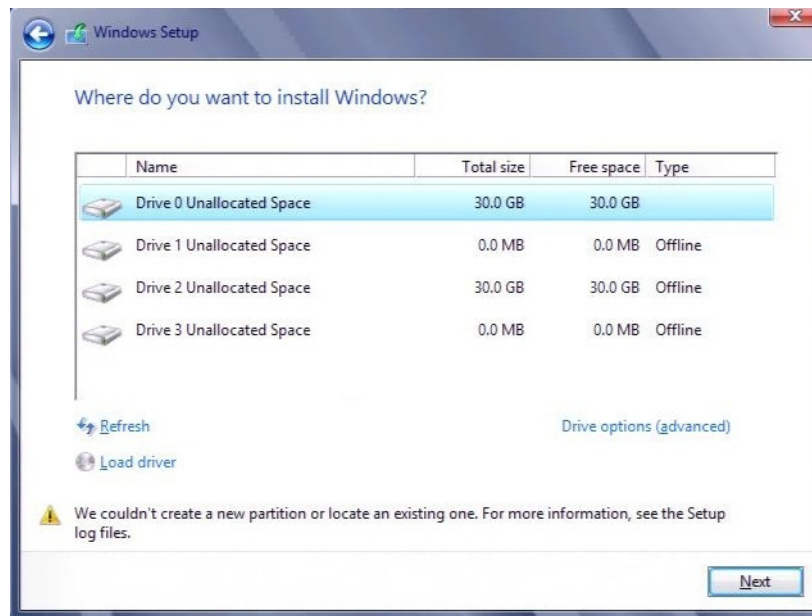 Windows Setup
Where do you want to install Windows?
Name Total size Free space Type
Drive 0 Unallocated Space 30.0 GB 30.0 GB
Drive 1 Unallocated Space 0.0 MB 0.0 MB Offline
Drive 2 Unallocated Space 30.0 GB 30.0 GB Offline
Drive 3 Unallocated Space 0.0 MB 0.0 MB Offline
Refresh Drive options (advanced)
Load driver
We couldn't create a new partition or locate an existing one. For more information, see the Setup
log files.
Next